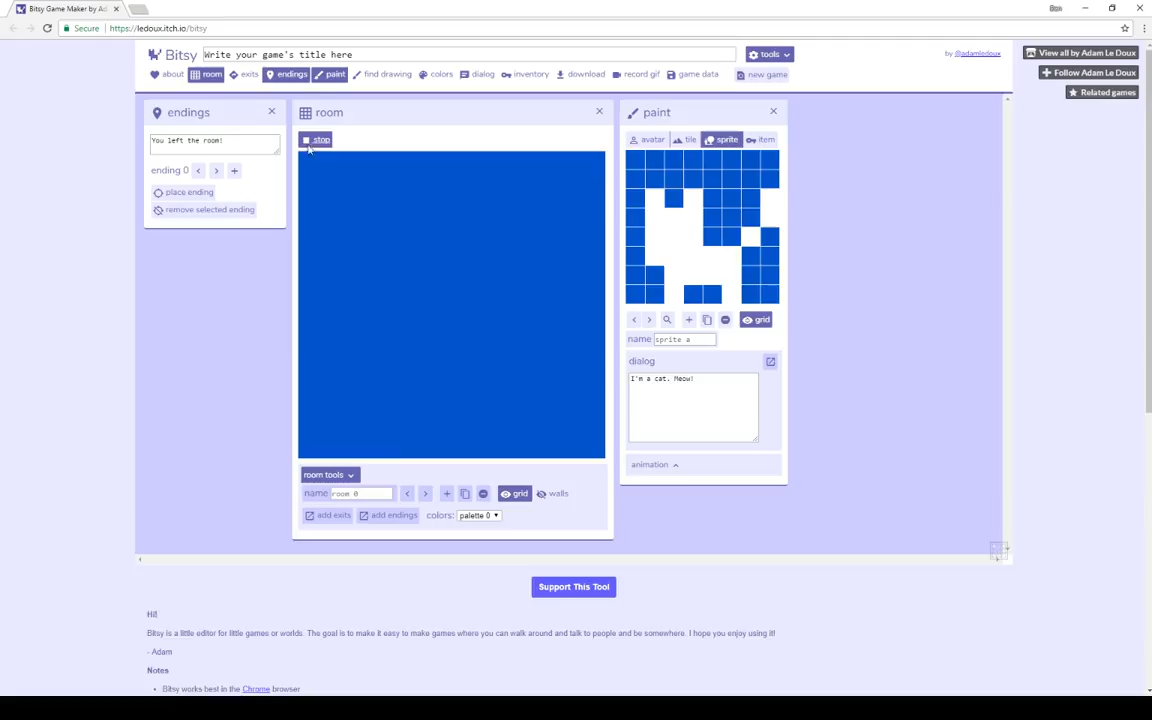 Bitsy Game Maker by Ad
Secure https://ledoux.itch.io/bitsy
Bitsy Write your game's title here tools by @adamledoux
View all by Adam Le Doux
Follow Adam Le Doux
Related games
about room exits endings paint find drawing colors dialog inventory download record gif game data new game
endings
You left the room!
ending 0
place ending
remove selected ending
room
stop
room tools
name room 0 grid walls
add exits add endings colors: palette 0
paint
avatar tile sprite item
grid
name sprite a
dialog
I'm a cat. Meow!
animation
Support This Tool
Hi!
Bitsy is a little editor for little games or worlds. The goal is to make it easy to make games where you can walk around and talk to people and be somewhere. I hope you enjoy using it!
- Adam
Notes
Bitsy works best in the Chrome browser